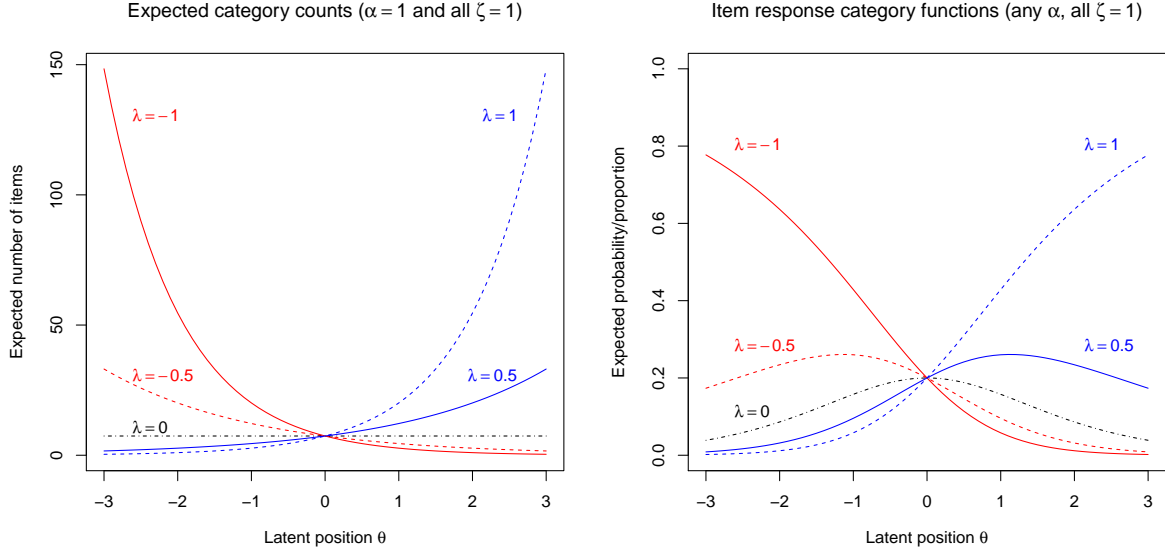 Expected category counts (α = 1 and all ζ = 1)
150
100
50
0
Expected number of items
λ = −1
λ = 1
λ = −0.5
λ = 0.5
λ = 0
−3 −2 −1 0 1 2 3
Latent position θ
Item response category functions (any α, all ζ = 1)
1.0
0.8
0.6
0.4
0.2
0.0
Expected probability/proportion
λ = −1
λ = 1
λ = −0.5
λ = 0.5
λ = 0
−3 −2 −1 0 1 2 3
Latent position θ